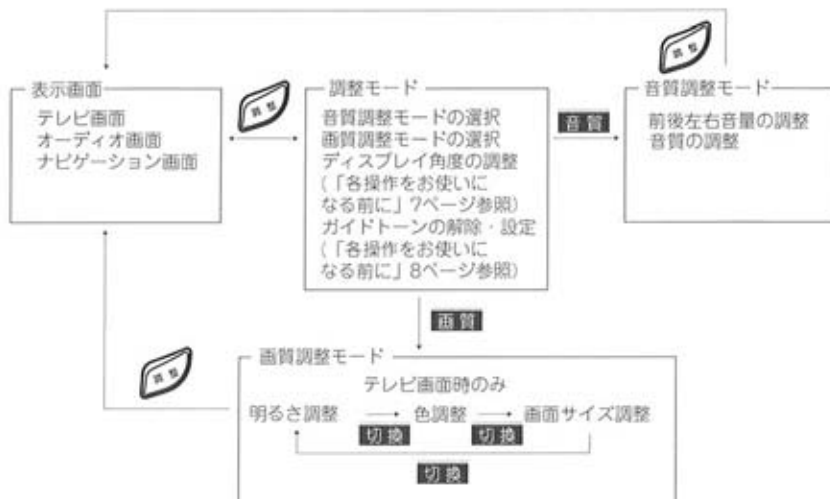 調整
表示画面
テレビ画面
オーディオ画面
ナビゲーション画面
調整
調整モード
音質調整モードの選択
画質調整モードの選択
ディスプレイ角度の調整
(「各操作をお使いに
なる前に」7ページ参照)
ガイドトーンの解除・設定
(「各操作をお使いに
なる前に」8ページ参照)
音質
音質調整モード
前後左右音量の調整
音質の調整
画質
調整
画質調整モード
テレビ画面時のみ
明るさ調整 色調整 画面サイズ調整
切換 切換
切換